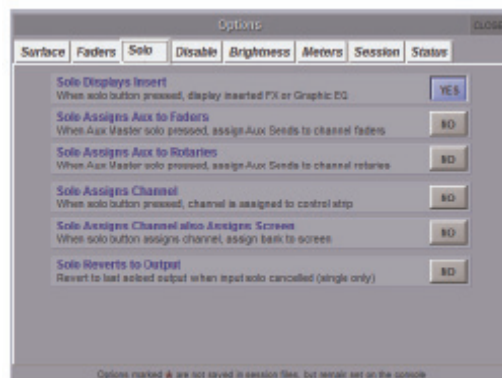 Options
CLOSE
Surface Faders Solo Disable Brightness Meters Session Status
Solo Displays Insert
When solo button pressed, display inserted FX or Graphic EQ
YES
Solo Assigns Aux to Faders
When Aux Master solo pressed, assign Aux Sends to channel faders
NO
Solo Assigns Aux to Rotaries
When Aux Master solo pressed, assign Aux Sends to channel rotaries
NO
Solo Assigns Channel
When solo button pressed, channel is assigned to control strip
NO
Solo Assigns Channel also Assigns Screen
When solo button assigns channel, assign bank to screen
NO
Solo Reverts to Output
Revert to last soloed output when input solo cancelled (single only)
NO
Options marked ▲ are not saved in session files, but remain set on the console